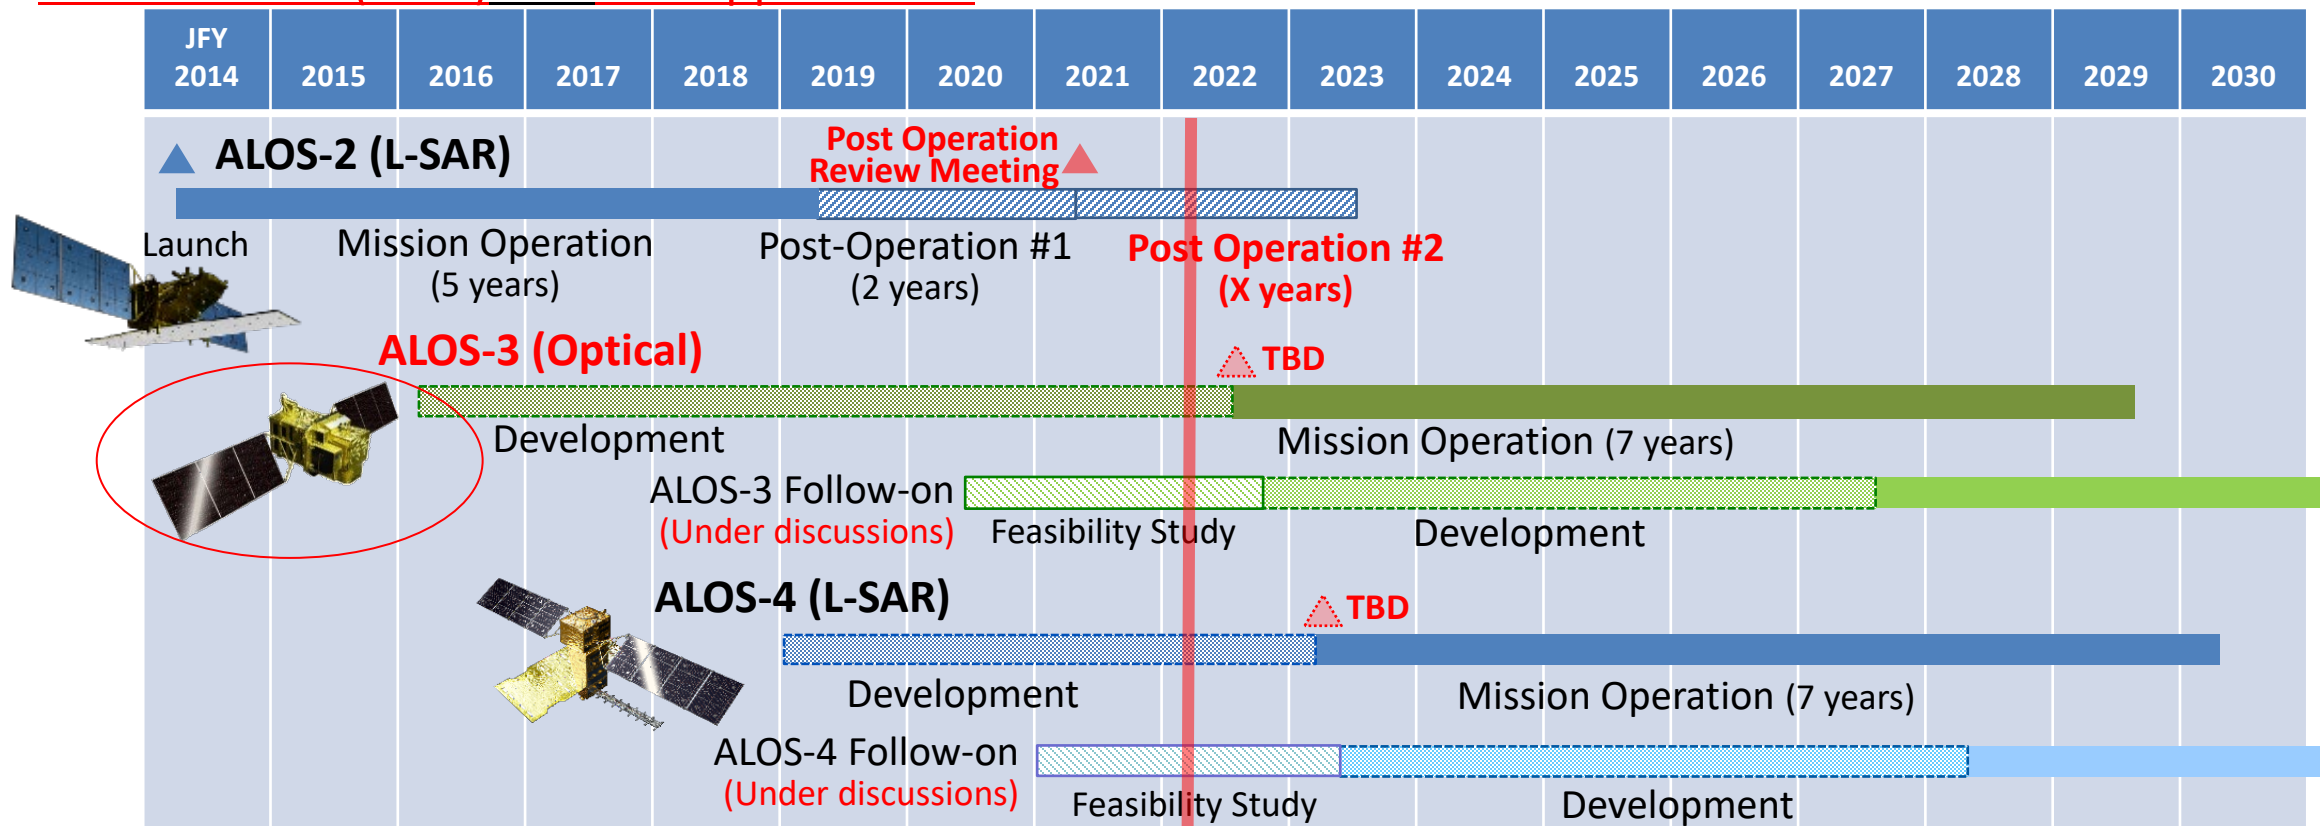 JFY
2014 2015 2016 2017 2018 2019 2020 2021 2022 2023 2024 2025 2026 2027 2028 2029 2030
ALOS-2 (L-SAR)
Post Operation
Review Meeting
Launch
Mission Operation
(5 years)
Post-Operation #1
(2 years)
Post Operation #2
(X years)
ALOS-3 (Optical)
TBD
Development
Mission Operation (7 years)
ALOS-3 Follow-on
(Under discussions)
Feasibility Study
Development
ALOS-4 (L-SAR)
TBD
Development
Mission Operation (7 years)
ALOS-4 Follow-on
(Under discussions)
Feasibility Study
Development